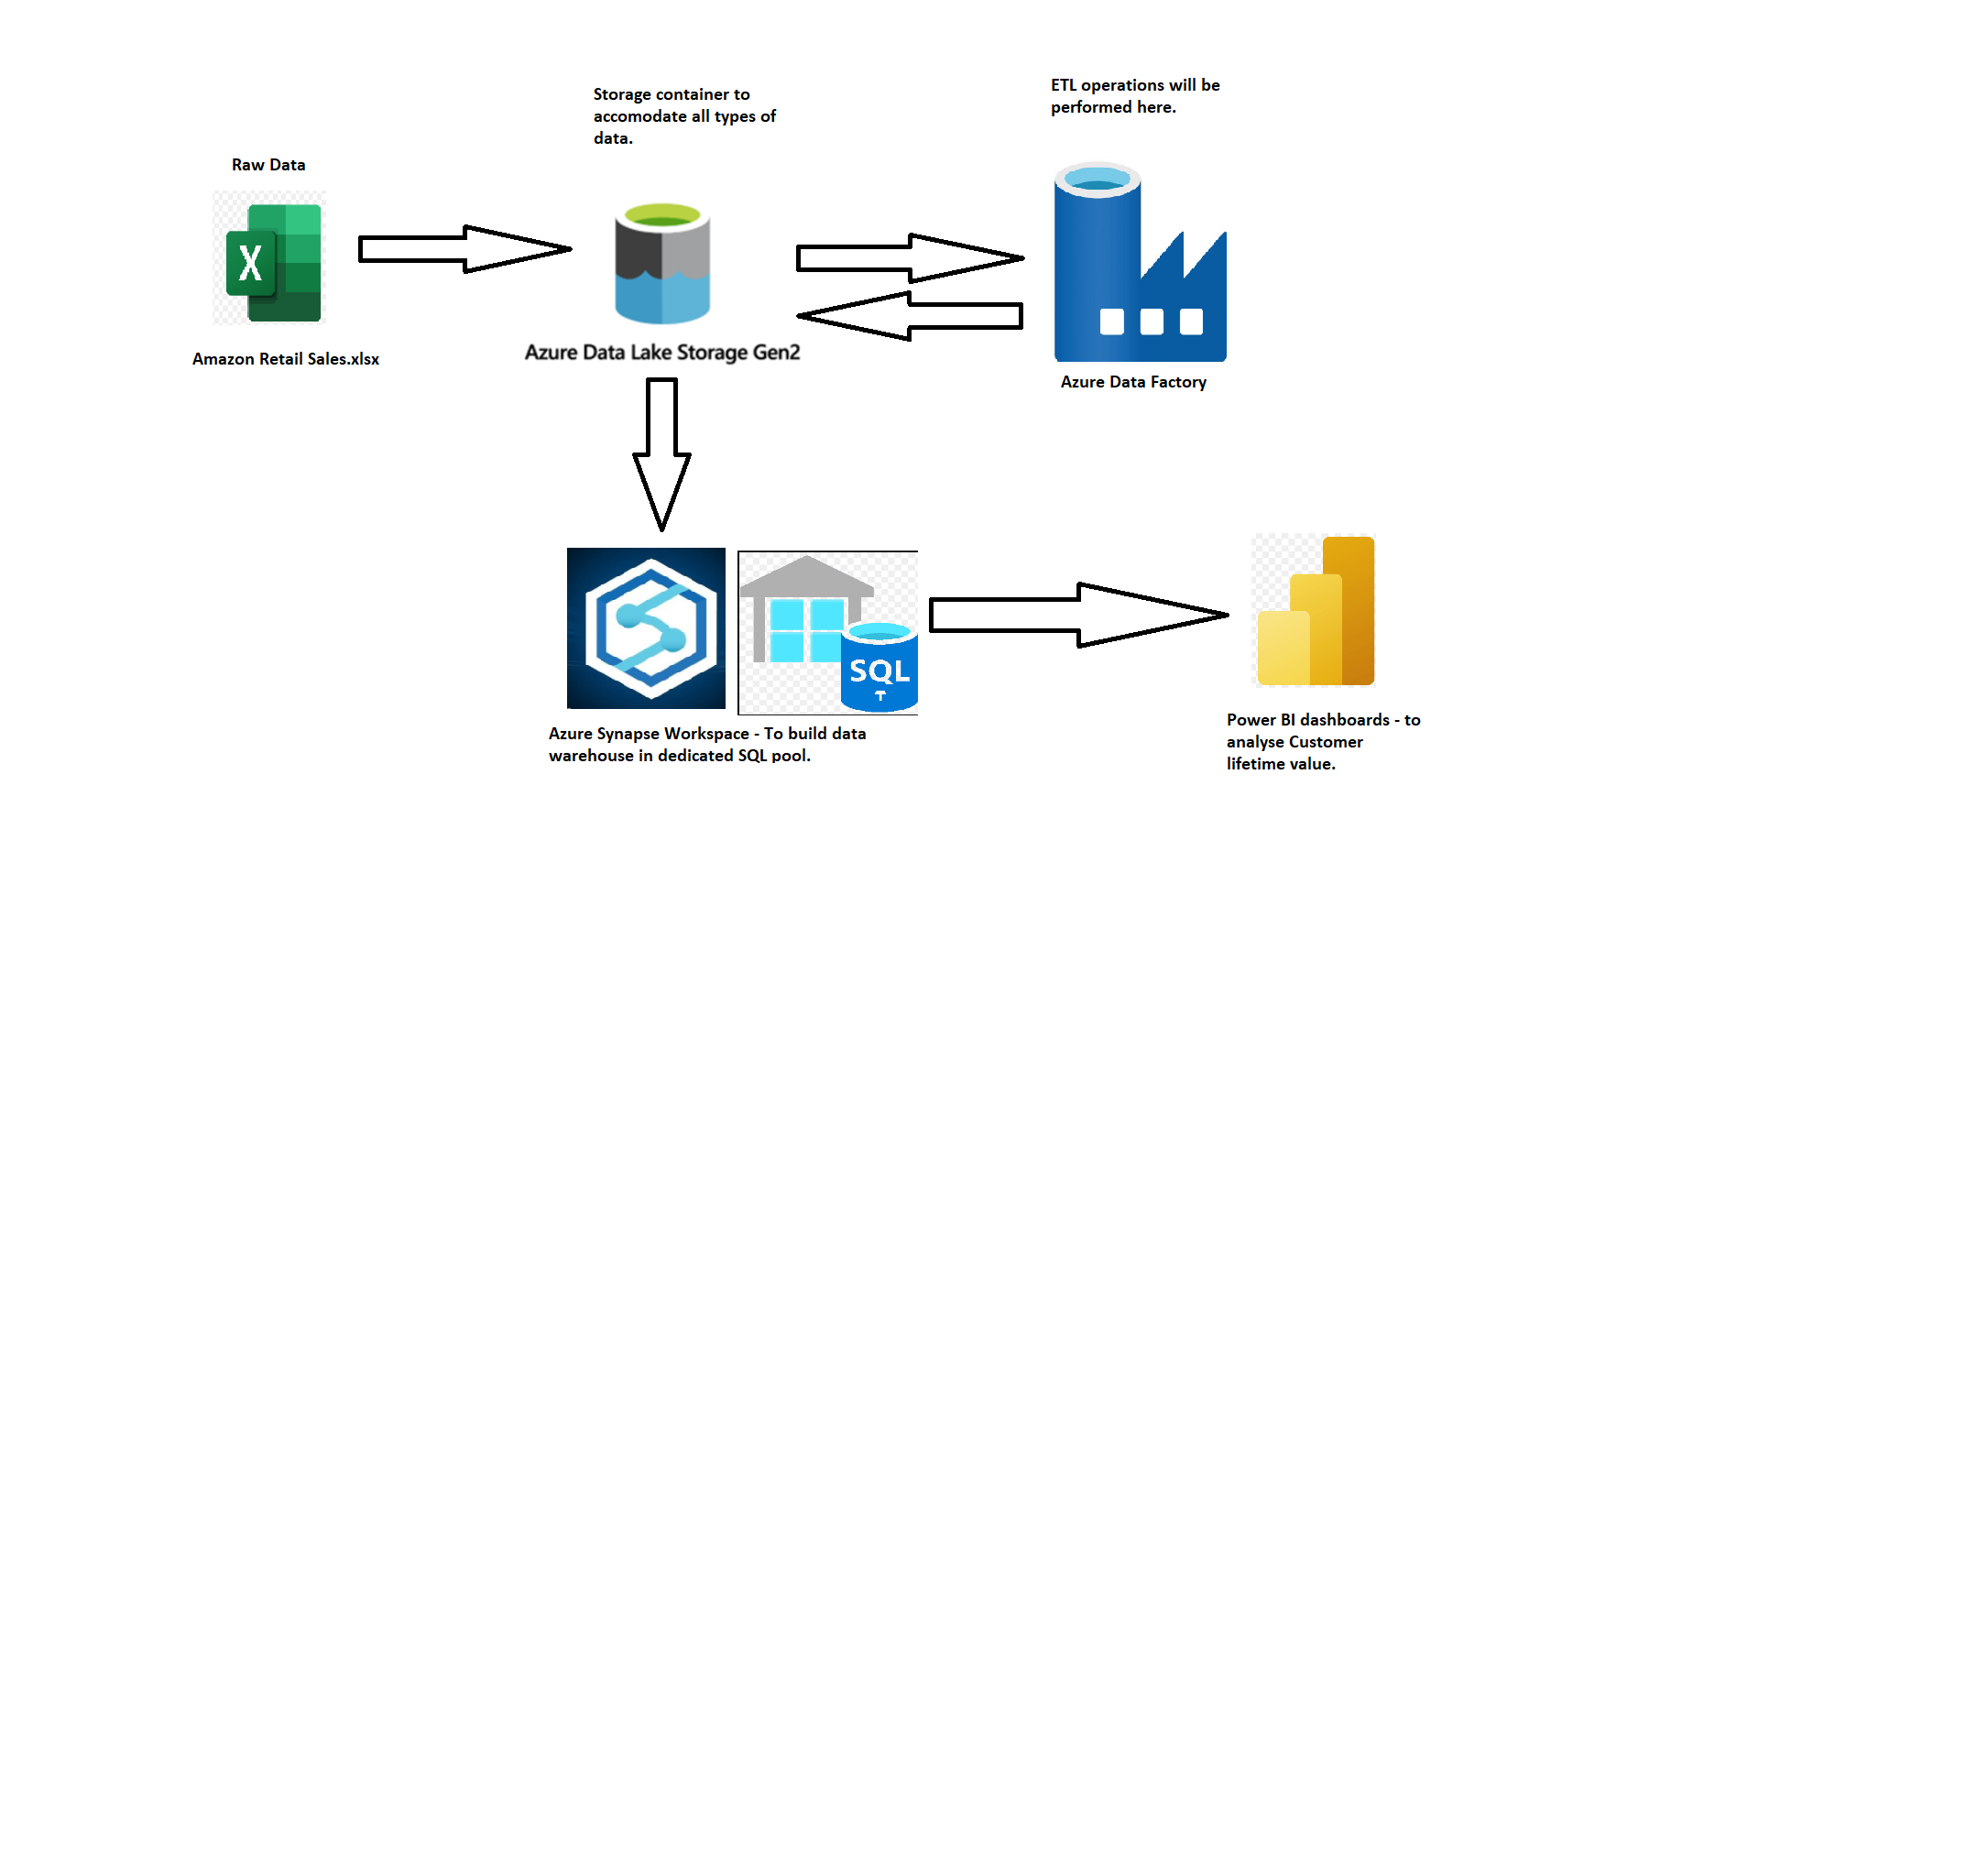 Storage container to
accomodate all types of
data.
ETL operations will be
performed here.
Raw Data
X
Amazon Retail Sales.xlsx
Azure Data Lake Storage Gen2
Azure Data Factory
SQL
Azure Synapse Workspace - To build data
warehouse in dedicated SQL pool.
Power BI dashboards - to
analyse Customer
lifetime value.